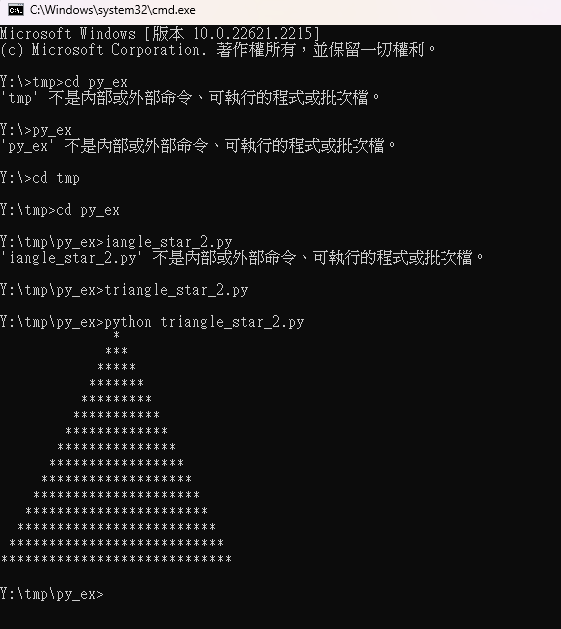 C:\Windows\system32\cmd.exe
Microsoft Windows [版本 10.0.22621.2215]
(c) Microsoft Corporation. 著作權所有，並保留一切權利。
Y:\>tmp>cd py_ex
'tmp' 不是內部或外部命令、可執行的程式或批次檔。
Y:\>py_ex
'py_ex' 不是內部或外部命令、可執行的程式或批次檔。
Y:\>cd tmp
Y:\tmp>cd py_ex
Y:\tmp\py_ex>iangle_star_2.py
'iangle_star_2.py' 不是內部或外部命令、可執行的程式或批次檔。
Y:\tmp\py_ex>triangle_star_2.py
Y:\tmp\py_ex>python triangle_star_2.py
              *
             ***
            *****
           *******
          *********
         ***********
        *************
       ***************
      *****************
     *******************
    *********************
   ***********************
  *************************
 ***************************
*****************************
Y:\tmp\py_ex>